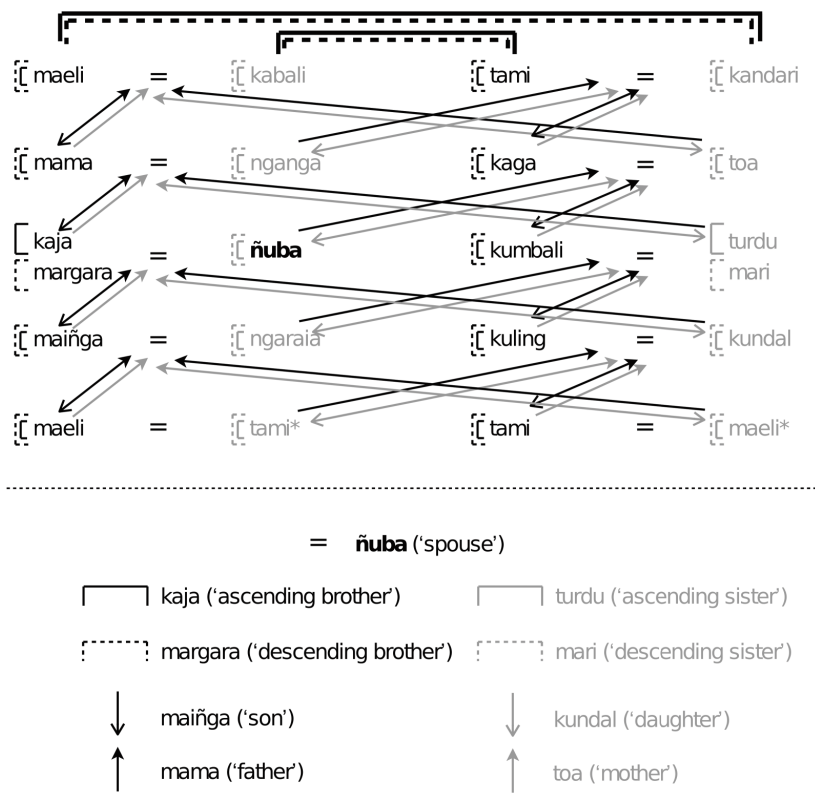 maeli = kabali tami = kandari
mama = nganga kaga = toa
kaja turdu
= ñuba kumbali =
margara mari
maiñga = ngaraia kuling = kundal
maeli = tami* tami = maeli*
= ñuba (‘spouse’)
kaja (‘ascending brother’) turdu (‘ascending sister’)
margara (‘descending brother’) mari (‘descending sister’)
maiñga (‘son’) kundal (‘daughter’)
mama (‘father’) toa (‘mother’)